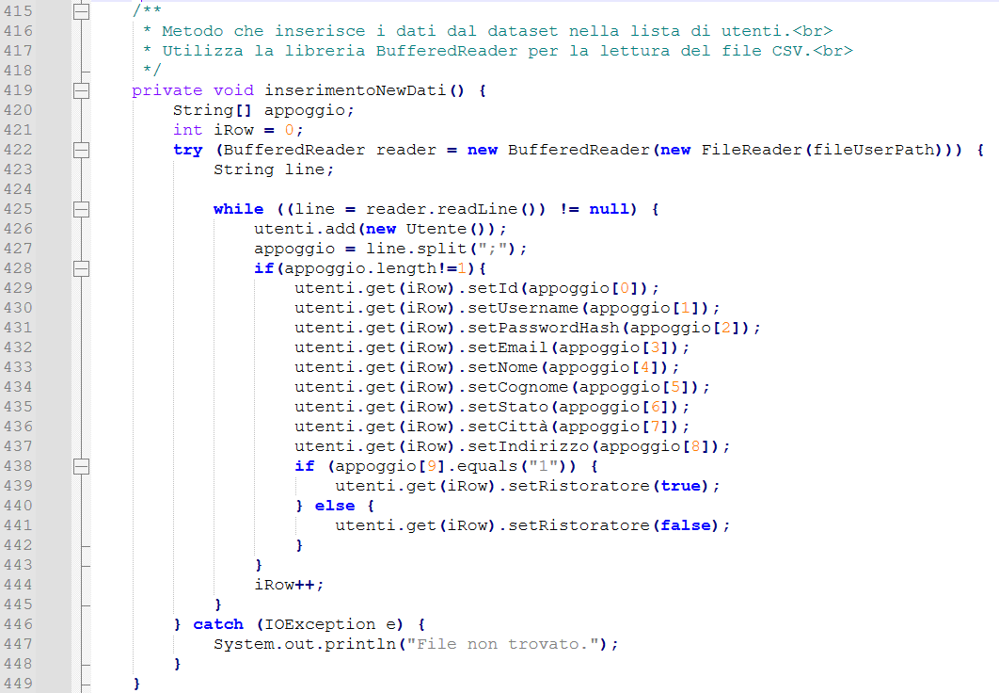 415 /**
416 * Metodo che inserisce i dati dal dataset nella lista di utenti.<br>
417 * Utilizza la libreria BufferedReader per la lettura del file CSV.<br>
418 */
419 private void inserimentoNewDati() {
420 String[] appoggio;
421 int iRow = 0;
422 try (BufferedReader reader = new BufferedReader(new FileReader(fileUserPath))) {
423 String line;
424
425 while ((line = reader.readLine()) != null) {
426 utenti.add(new Utente());
427 appoggio = line.split(";");
428 if(appoggio.length!=1){
429 utenti.get(iRow).setId(appoggio[0]);
430 utenti.get(iRow).setUsername(appoggio[1]);
431 utenti.get(iRow).setPasswordHash(appoggio[2]);
432 utenti.get(iRow).setEmail(appoggio[3]);
433 utenti.get(iRow).setNome(appoggio[4]);
434 utenti.get(iRow).setCognome(appoggio[5]);
435 utenti.get(iRow).setStato(appoggio[6]);
436 utenti.get(iRow).setCittà(appoggio[7]);
437 utenti.get(iRow).setIndirizzo(appoggio[8]);
438 if (appoggio[9].equals("1")) {
439 utenti.get(iRow).setRistoratore(true);
440 } else {
441 utenti.get(iRow).setRistoratore(false);
442 }
443 }
444 iRow++;
445 }
446 } catch (IOException e) {
447 System.out.println("File non trovato.");
448 }
449 }